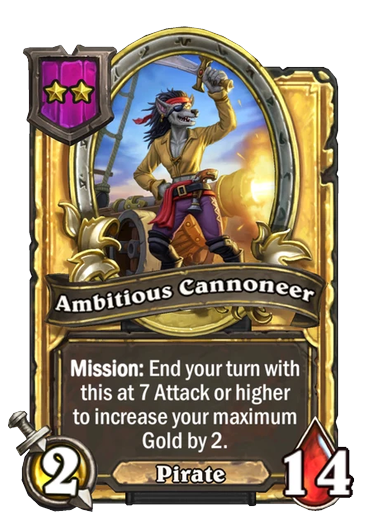 Ambitious Cannoneer
Mission: End your turn with
this at 7 Attack or higher
to increase your maximum
Gold by 2.
2
Pirate
14